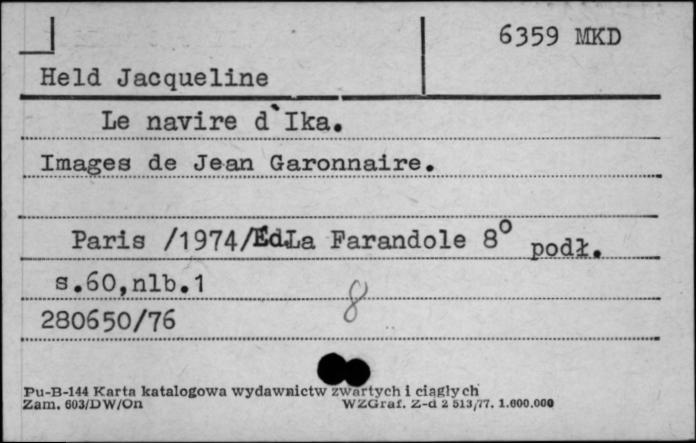 6359 MKD
Held Jacqueline
Le navire d`Ika.
Images de Jean Garonnaire.
Paris /1974/Ed.La Farandole 8° podł.
s.60,nlb.1
280650/76
8
Pu-B-144 Karta katalogowa wydawnictw zwartych i ciągłych
Zam. 603/DW/On WZGraf. Z-d 2 513/77. 1.000.000